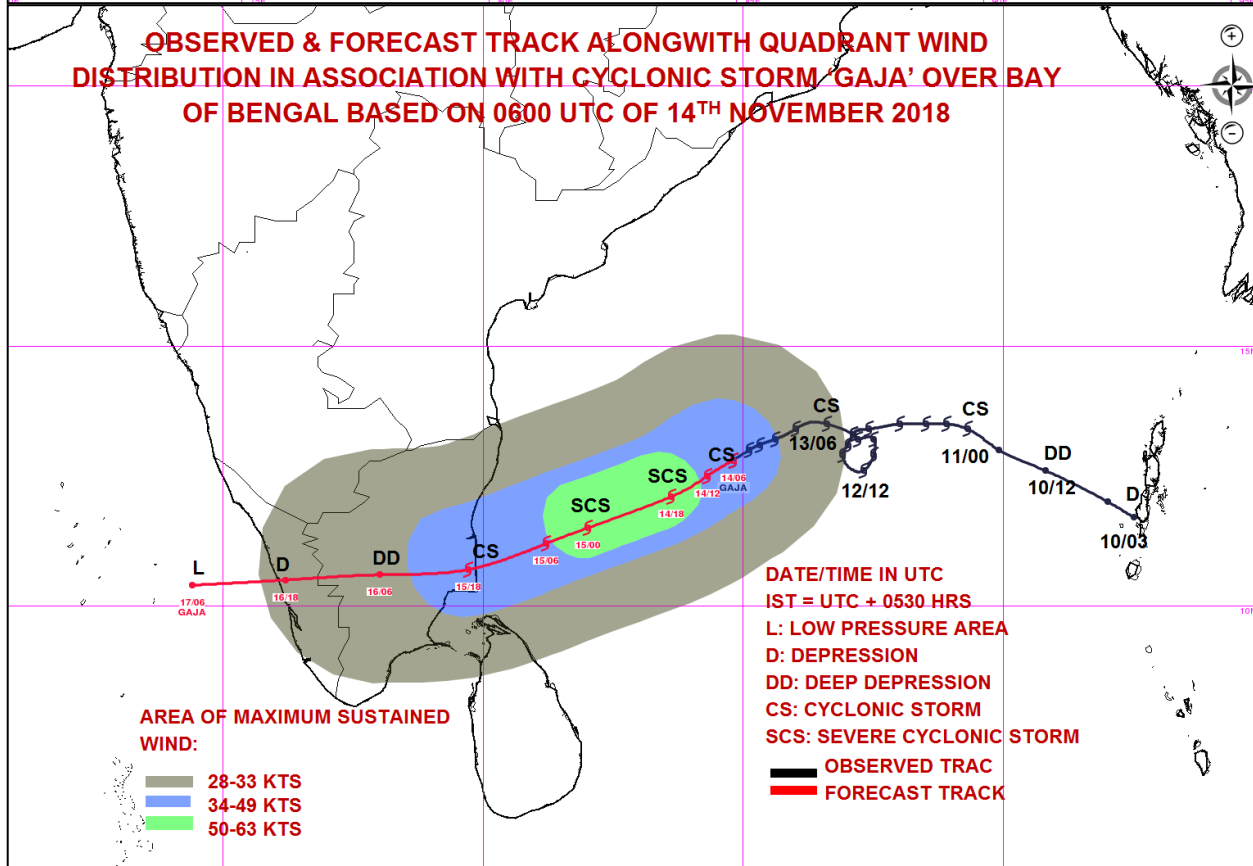 OBSERVED & FORECAST TRACK ALONGWITH QUADRANT WIND
DISTRIBUTION IN ASSOCIATION WITH CYCLONIC STORM ‘GAJA’ OVER BAY
OF BENGAL BASED ON 0600 UTC OF 14TH NOVEMBER 2018
+
−
15N
CS
CS
13/06
11/00
DD
CS
14/06
GAJA
10/12
SCS
14/12
12/12
D
14/18
10/03
SCS
15/00
15/06
CS
L
D
DD
15/18
16/06
17/06
GAJA
16/18
DATE/TIME IN UTC
IST = UTC + 0530 HRS
L: LOW PRESSURE AREA
D: DEPRESSION
DD: DEEP DEPRESSION
CS: CYCLONIC STORM
SCS: SEVERE CYCLONIC STORM
OBSERVED TRAC
FORECAST TRACK
AREA OF MAXIMUM SUSTAINED
WIND:
28-33 KTS
34-49 KTS
50-63 KTS